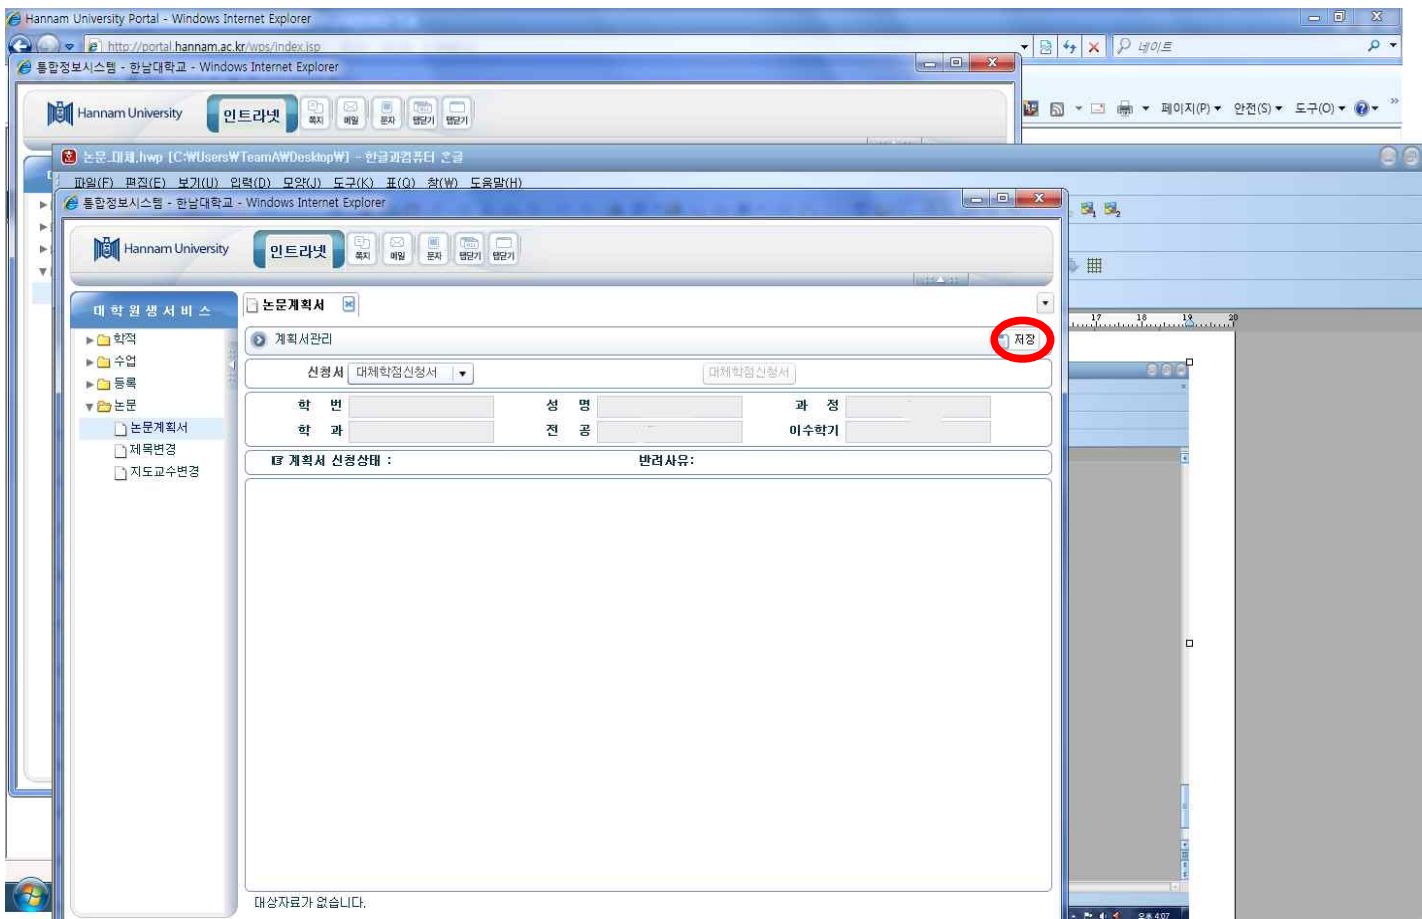 Hannam University Portal - Windows Internet Explorer
http://portal.hannam.ac.kr/wps/index.jsp
네이트
통합정보시스템 - 한남대학교 - Windows Internet Explorer
페이지(P) 안전(S) 도구(O)
Hannam University 인트라넷 쪽지 메일 문자 탭닫기 탭닫기
논문_대체.hwp [C:\Users\TeamA\Desktop\] - 한글과컴퓨터 한글
파일(F) 편집(E) 보기(U) 입력(D) 모양(J) 도구(K) 표(Q) 창(W) 도움말(H)
통합정보시스템 - 한남대학교 - Windows Internet Explorer
Hannam University 인트라넷 쪽지 메일 문자 탭닫기 탭닫기
대학원생서비스
논문계획서
17 18 19 20
학적
수업
등록
논문
논문계획서
제목변경
지도교수변경
계획서관리
저장
신청서 대체학점신청서 대체학점신청서
학 번 성 명 과 정
학 과 전 공 이수학기
☞ 계획서 신청상태 : 반려사유:
대상자료가 없습니다.
오후 4:07